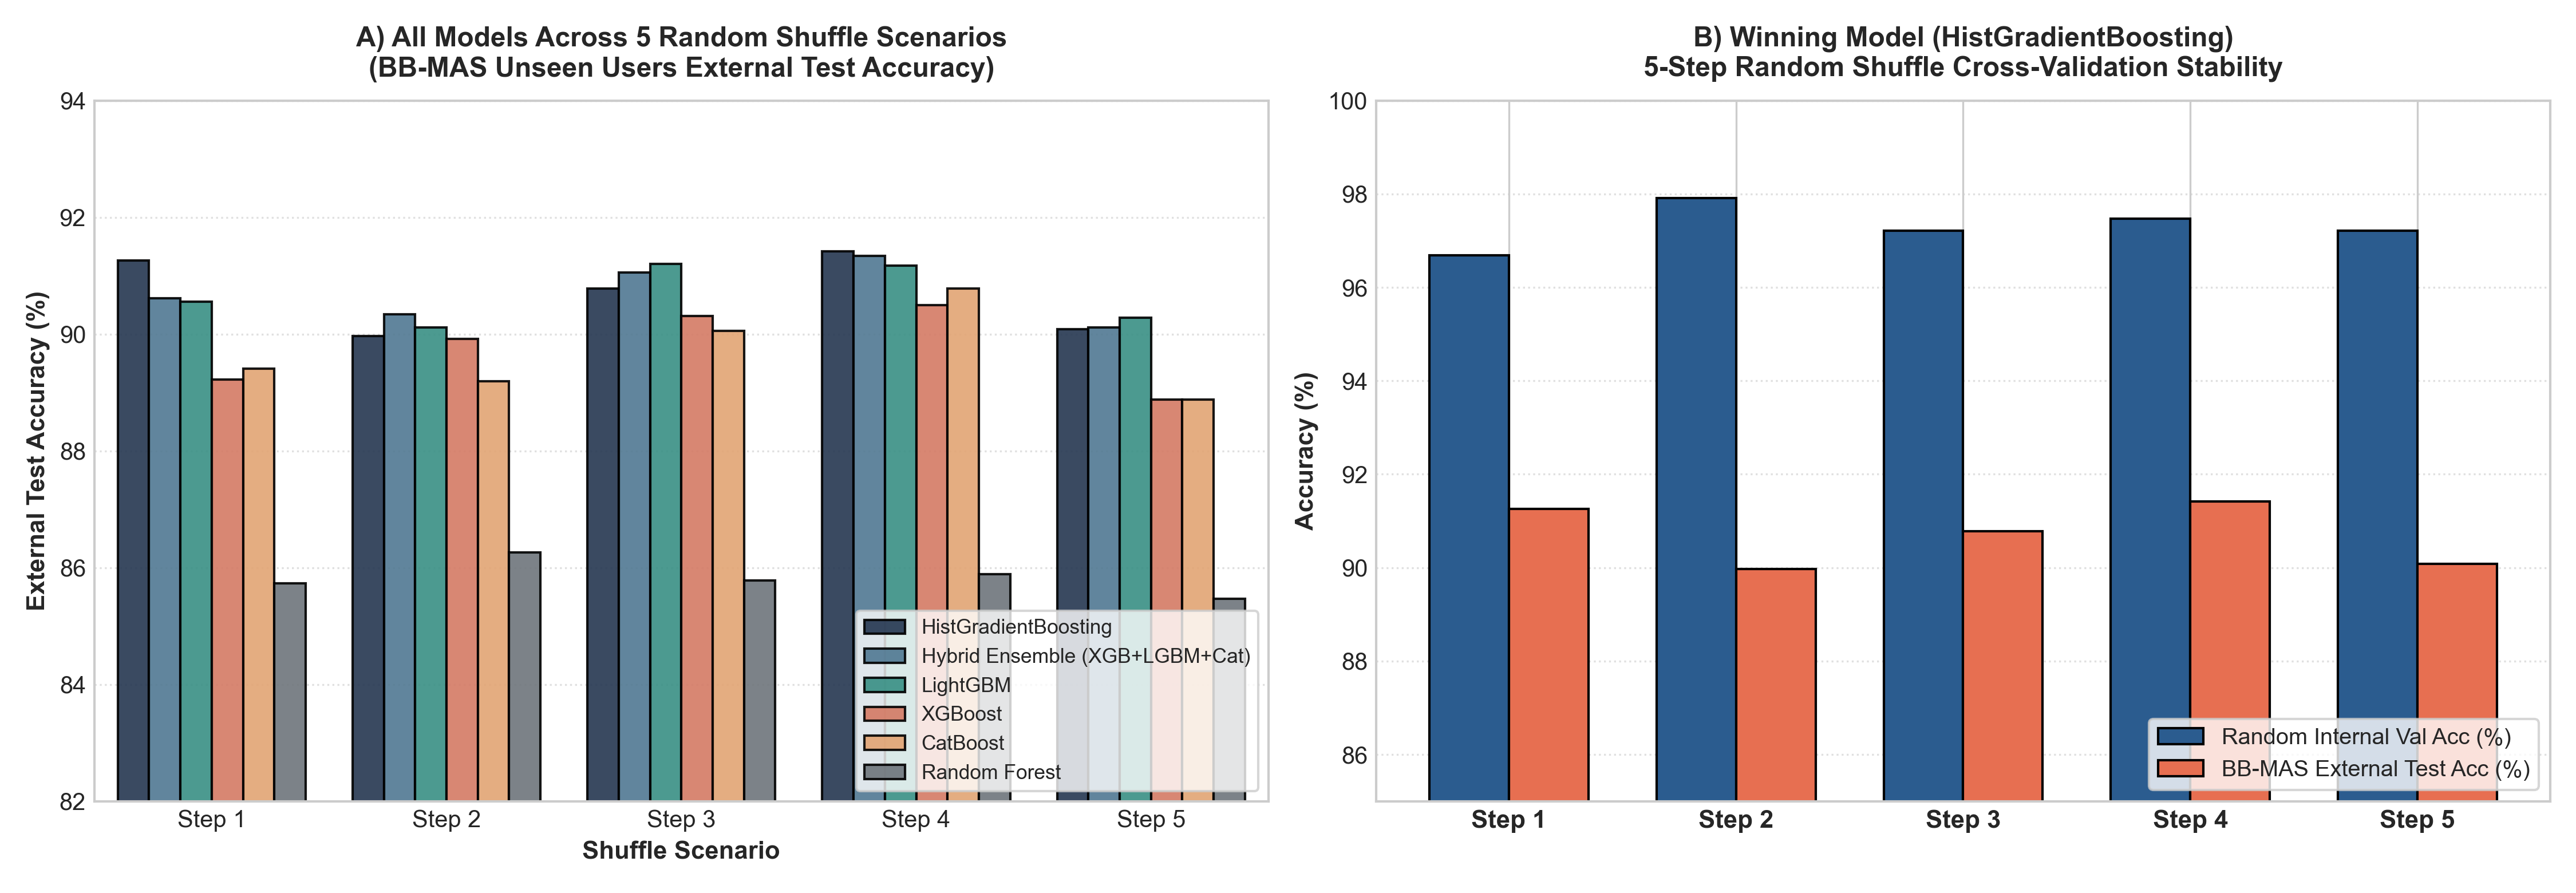 A) All Models Across 5 Random Shuffle Scenarios
(BB-MAS Unseen Users External Test Accuracy)
External Test Accuracy (%)
94
92
90
88
86
84
82
Step 1
Step 2
Step 3
Step 4
Step 5
Shuffle Scenario
HistGradientBoosting
Hybrid Ensemble (XGB+LGBM+Cat)
LightGBM
XGBoost
CatBoost
Random Forest
B) Winning Model (HistGradientBoosting)
5-Step Random Shuffle Cross-Validation Stability
Accuracy (%)
100
98
96
94
92
90
88
86
Step 1
Step 2
Step 3
Step 4
Step 5
Random Internal Val Acc (%)
BB-MAS External Test Acc (%)